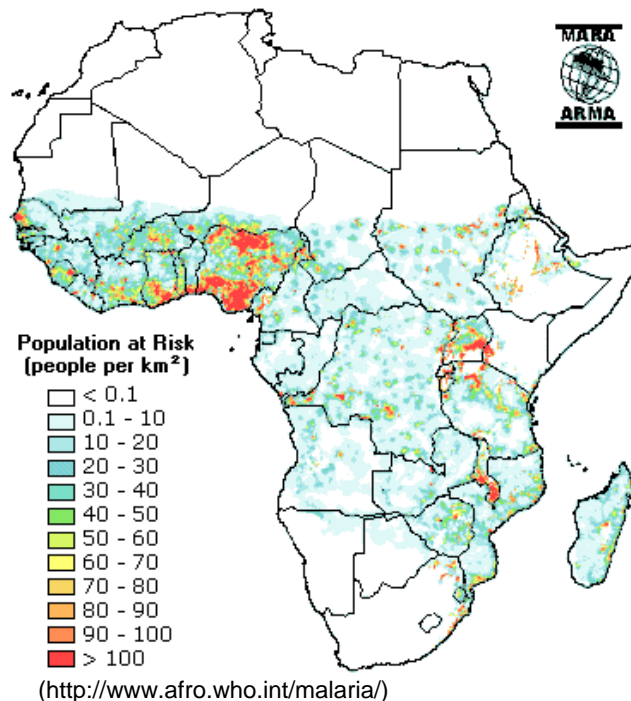 MARA
ARMA
Population at Risk
(people per km²)
< 0.1
0.1 - 10
10 - 20
20 - 30
30 - 40
40 - 50
50 - 60
60 - 70
70 - 80
80 - 90
90 - 100
> 100
(http://www.afro.who.int/malaria/)